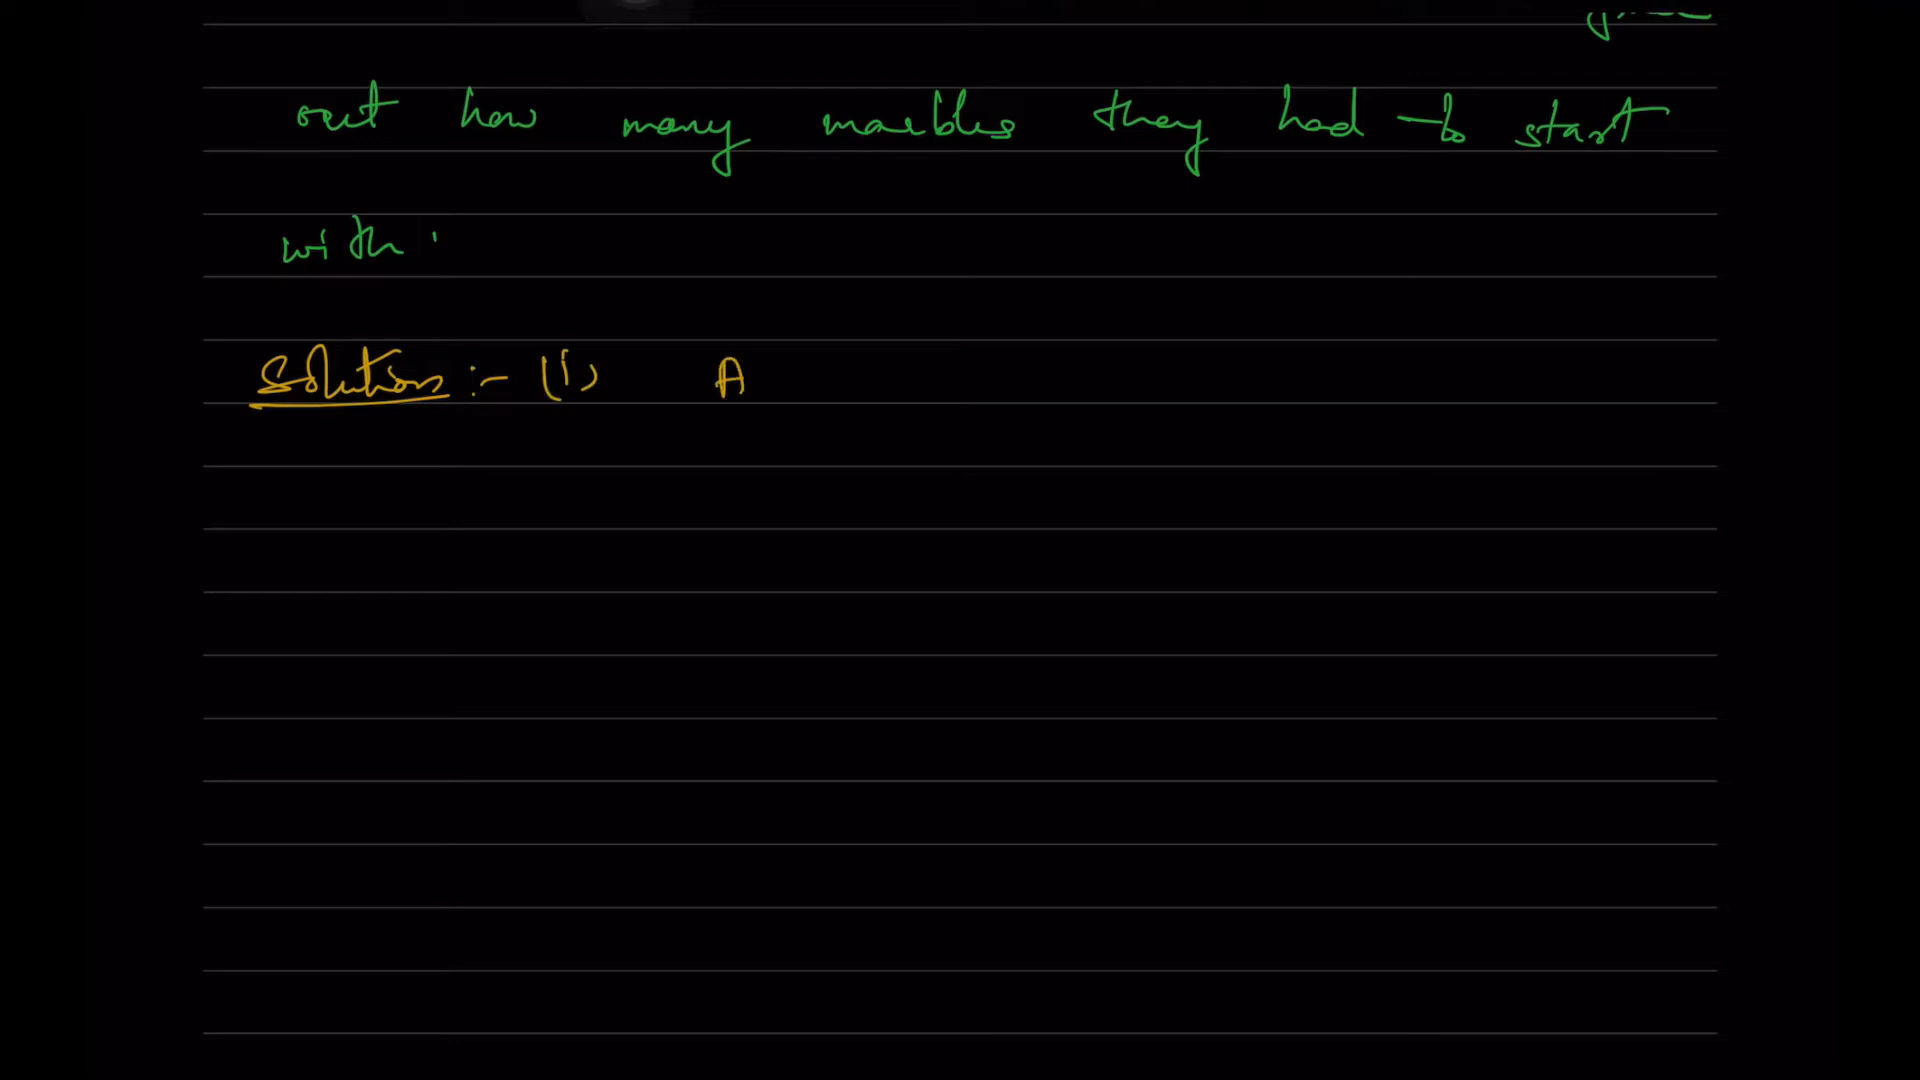 out how many marbles they had to start
with.
Solution :- (i) A